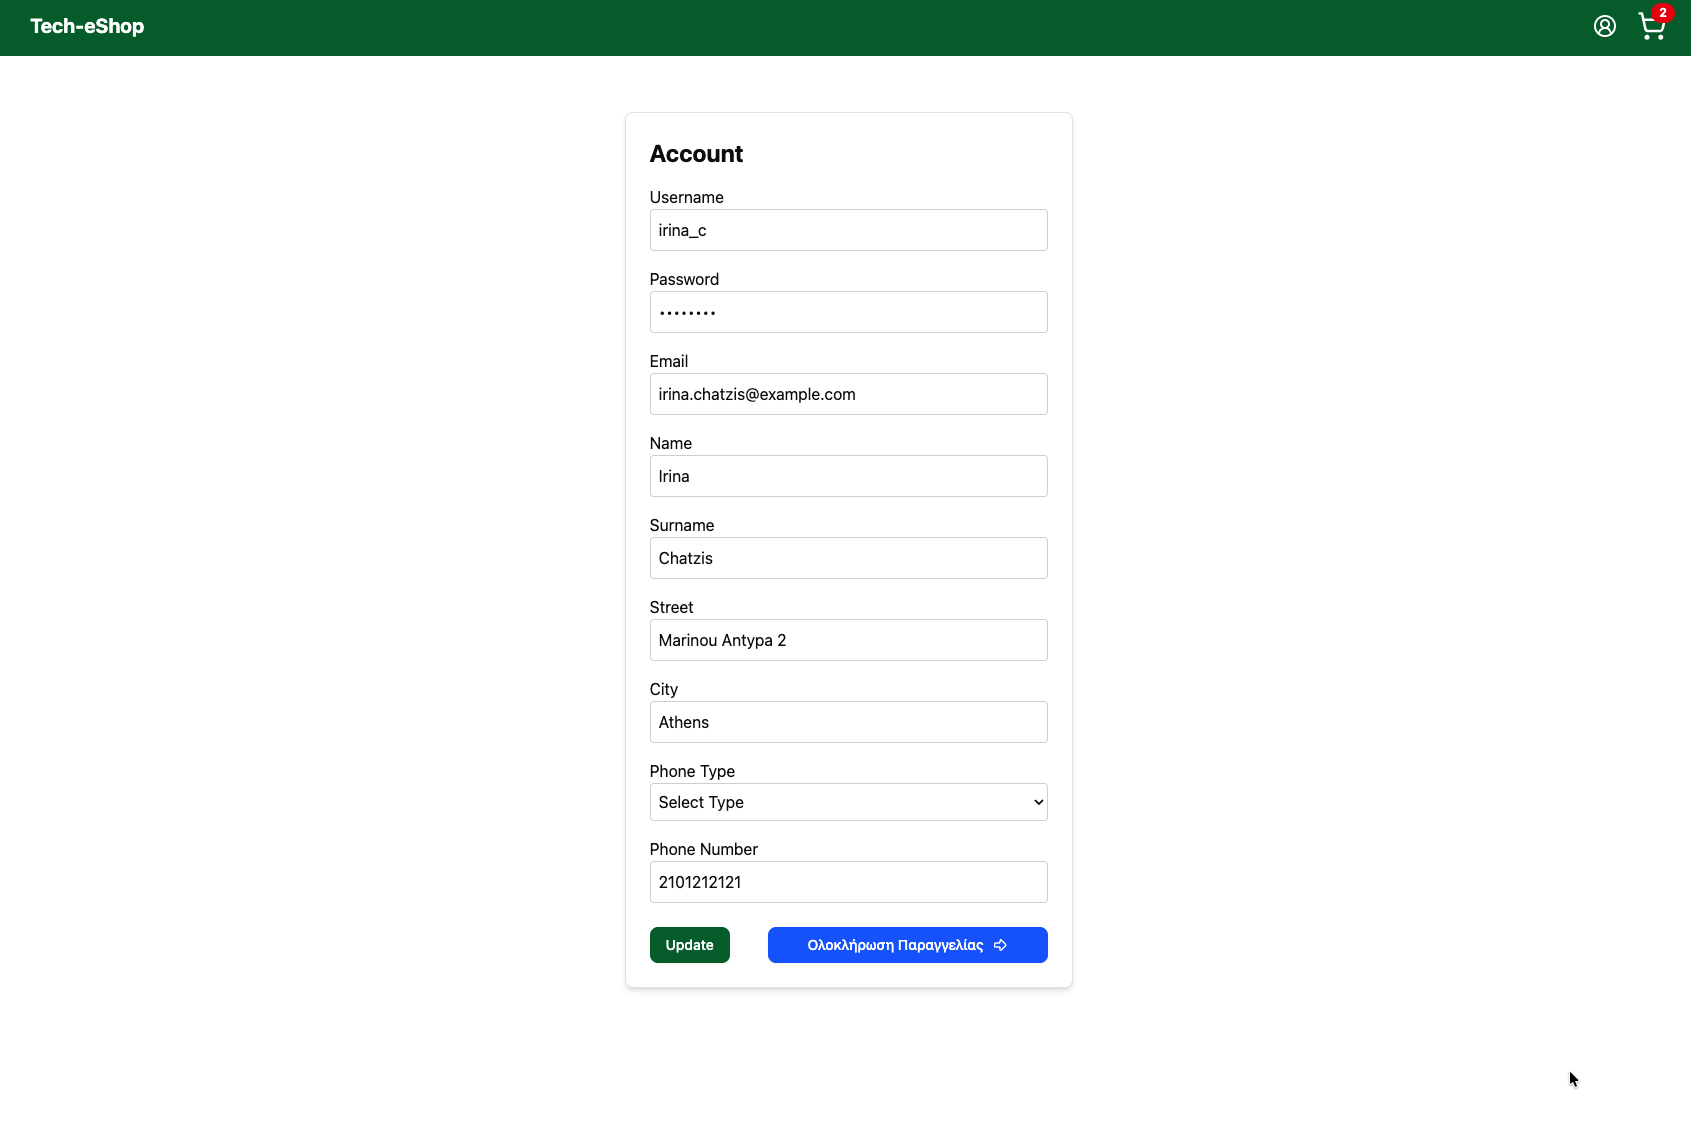 Tech-eShop
2
Account
Username
irina_c
Password
••••••••
Email
irina.chatzis@example.com
Name
Irina
Surname
Chatzis
Street
Marinou Antypa 2
City
Athens
Phone Type
Select Type
Phone Number
2101212121
Update
Ολοκλήρωση Παραγγελίας